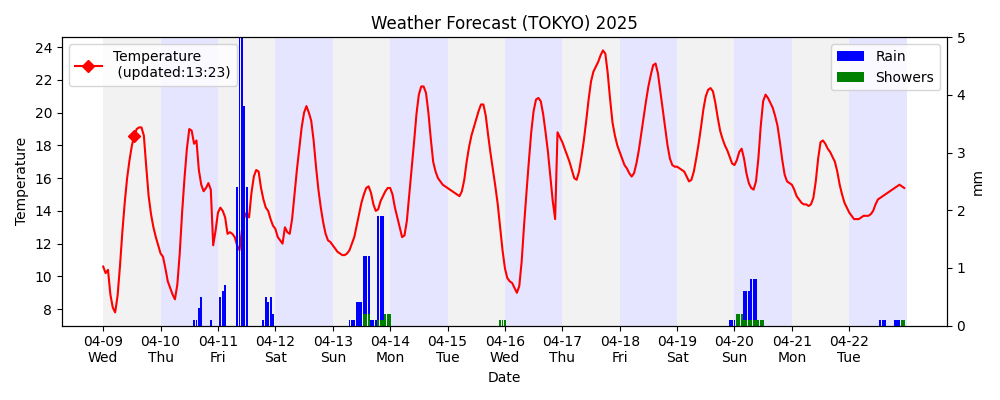 Weather Forecast (TOKYO) 2025
Temperature
(updated:13:23)
Rain
Showers
24
22
20
18
16
14
12
10
8
5
4
3
2
1
0
Temperature
mm
04-09 04-10 04-11 04-12 04-13 04-14 04-15 04-16 04-17 04-18 04-19 04-20 04-21 04-22
Wed Thu Fri Sat Sun Mon Tue Wed Thu Fri Sat Sun Mon Tue
Date